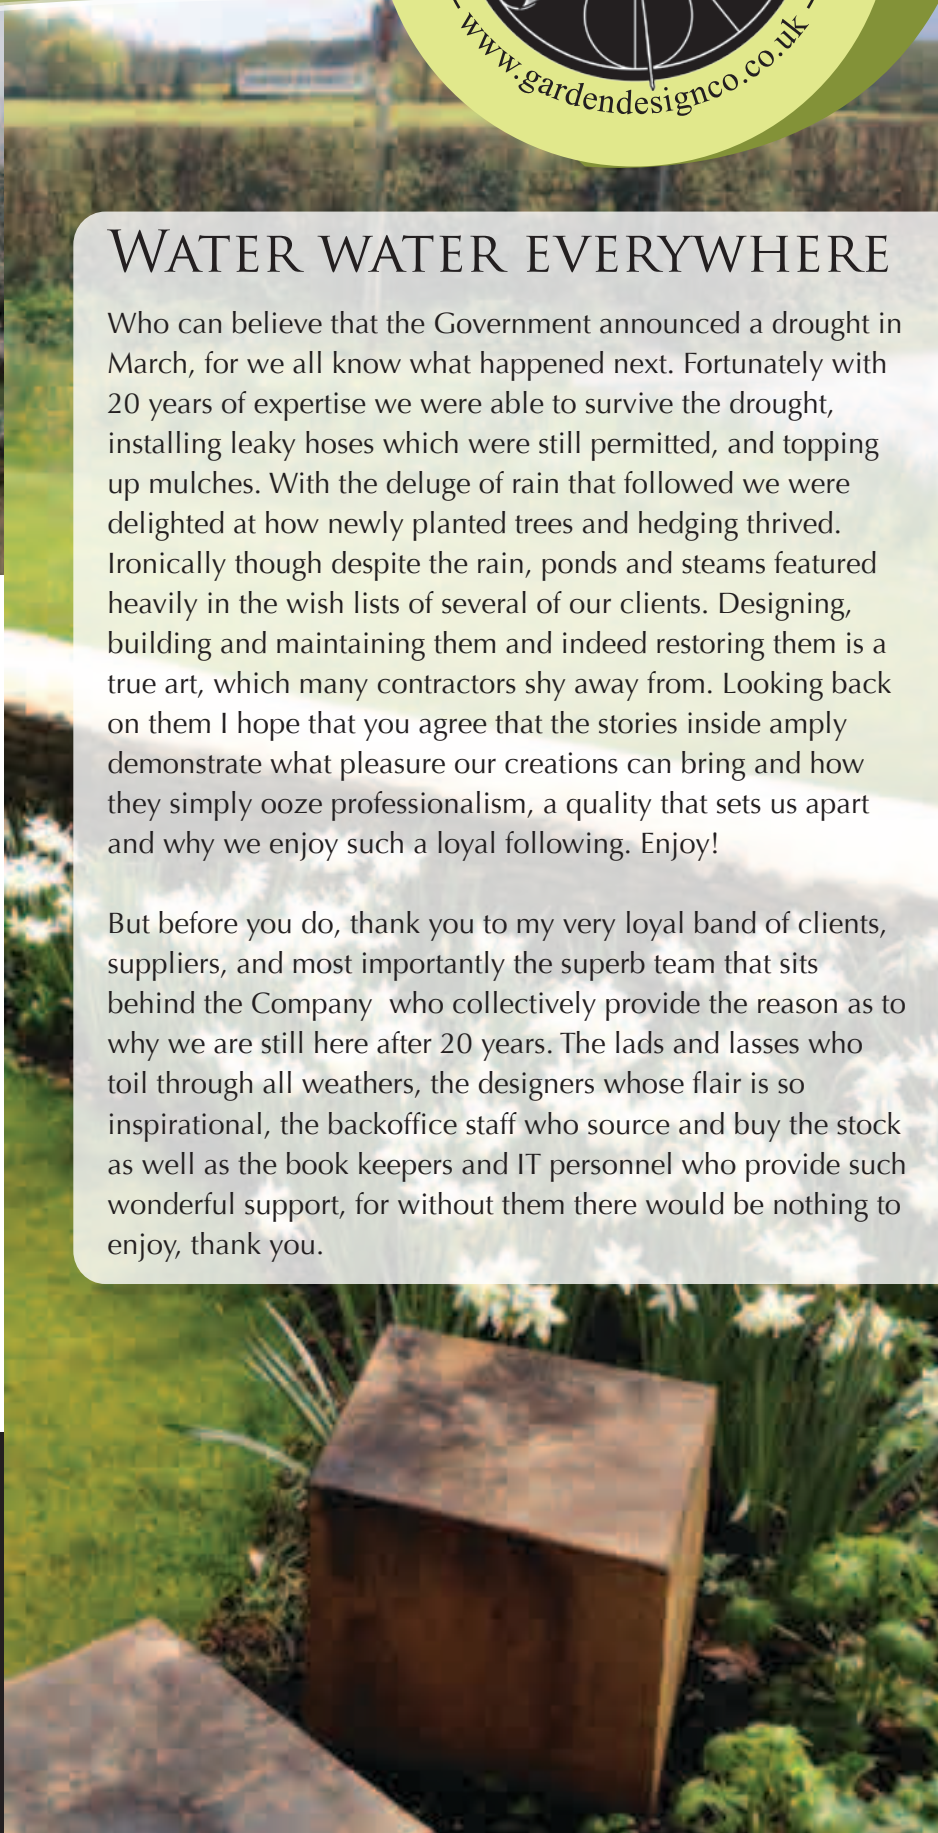 - www.gardendesignco.co.uk -
WATER WATER EVERYWHERE
Who can believe that the Government announced a drought in
March, for we all know what happened next. Fortunately with
20 years of expertise we were able to survive the drought,
installing leaky hoses which were still permitted, and topping
up mulches. With the deluge of rain that followed we were
delighted at how newly planted trees and hedging thrived.
Ironically though despite the rain, ponds and steams featured
heavily in the wish lists of several of our clients. Designing,
building and maintaining them and indeed restoring them is a
true art, which many contractors shy away from. Looking back
on them I hope that you agree that the stories inside amply
demonstrate what pleasure our creations can bring and how
they simply ooze professionalism, a quality that sets us apart
and why we enjoy such a loyal following. Enjoy!
But before you do, thank you to my very loyal band of clients,
suppliers, and most importantly the superb team that sits
behind the Company  who collectively provide the reason as to
why we are still here after 20 years. The lads and lasses who
toil through all weathers, the designers whose flair is so
inspirational, the backoffice staff who source and buy the stock
as well as the book keepers and IT personnel who provide such
wonderful support, for without them there would be nothing to
enjoy, thank you.